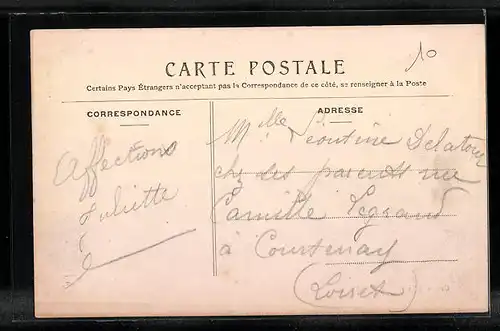 10
CARTE POSTALE
Certains Pays Étrangers n'acceptant pas la Correspondance de ce côté, se renseigner à la Poste
CORRESPONDANCE
ADRESSE
Affections
Juliette
Mlle Léontine Delatour
chez ses parents rue
Camille Legrand
à Courtenay
(Loiret)